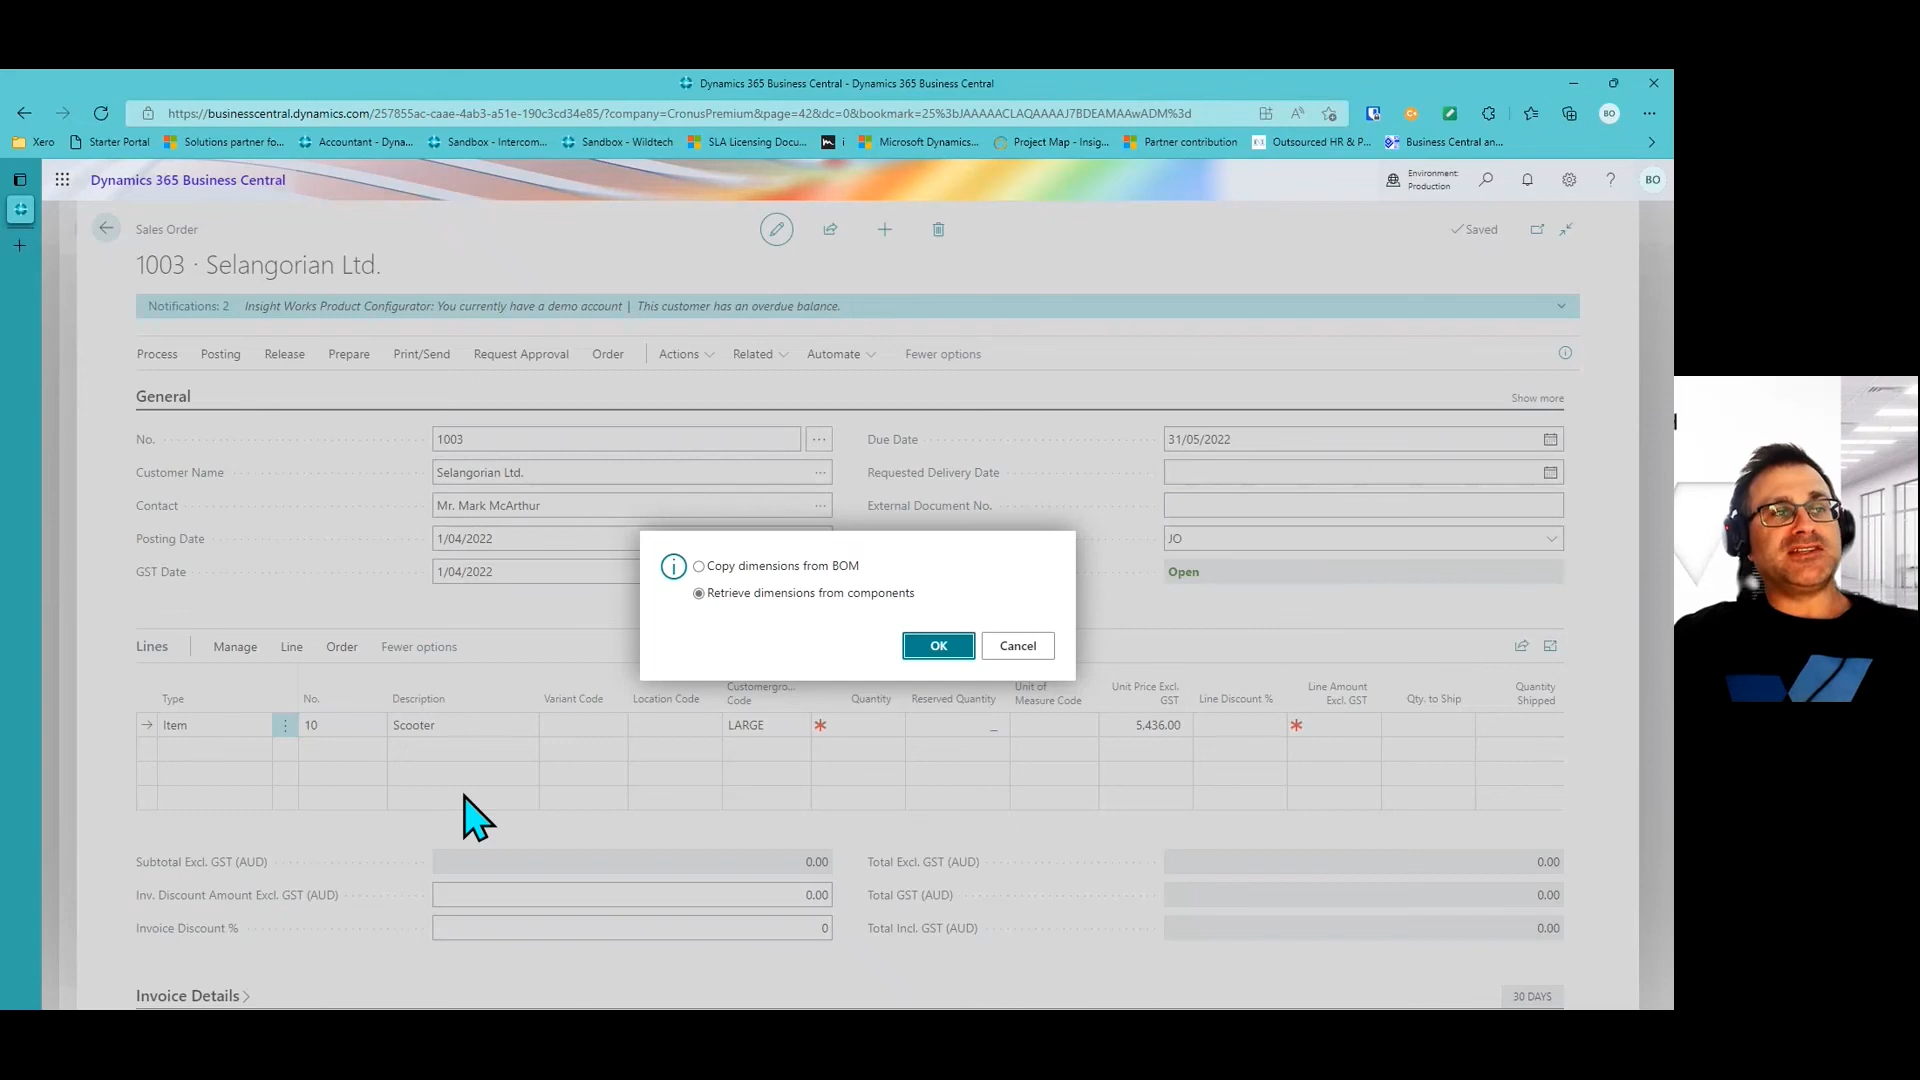 Dynamics 365 Business Central - Dynamics 365 Business Central
https://businesscentral.dynamics.com/257855ac-caae-4ab3-a51e-190c3cd34e85/?company=CronusPremium&page=42&dc=0&bookmark=25%3bJAAAAACLAQAAAAJ7BDEAMAAwADM%3d
BO
Xero Starter Portal Solutions partner fo... Accountant - Dyna... Sandbox - Intercom... Sandbox - Wildtech SLA Licensing Docu... i Microsoft Dynamics... Project Map - Insig... Partner contribution Outsourced HR & P... Business Central an...
Dynamics 365 Business Central
Environment:
Production
BO
Sales Order
Saved
1003 · Selangorian Ltd.
Notifications: 2 Insight Works Product Configurator: You currently have a demo account | This customer has an overdue balance.
Process Posting Release Prepare Print/Send Request Approval Order Actions Related Automate Fewer options
General
Show more
No. 1003
Due Date 31/05/2022
Customer Name Selangorian Ltd.
Requested Delivery Date
Contact Mr. Mark McArthur
External Document No.
Posting Date 1/04/2022
JO
GST Date 1/04/2022
Open
Copy dimensions from BOM
Retrieve dimensions from components
OK Cancel
Lines Manage Line Order Fewer options
Type No. Description Variant Code Location Code Customergro... Code Quantity Reserved Quantity Unit of Measure Code Unit Price Excl. GST Line Discount % Line Amount Excl. GST Qty. to Ship Quantity Shipped
Item 10 Scooter LARGE * _ 5,436.00 *
Subtotal Excl. GST (AUD) 0.00
Total Excl. GST (AUD) 0.00
Inv. Discount Amount Excl. GST (AUD) 0.00
Total GST (AUD) 0.00
Invoice Discount % 0
Total Incl. GST (AUD) 0.00
Invoice Details
30 DAYS